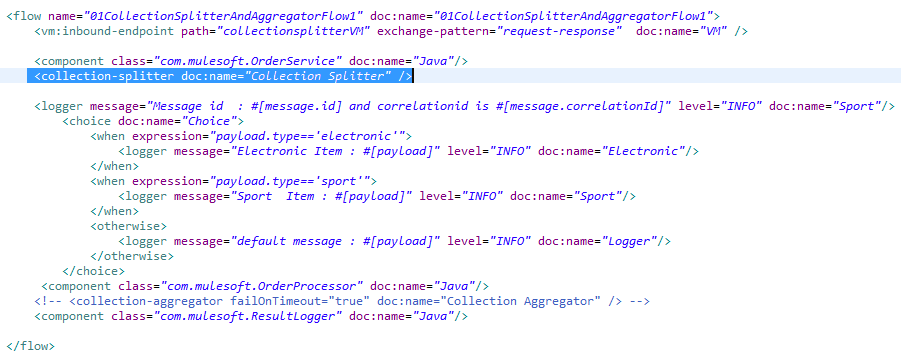 <flow name="01CollectionSplitterAndAggregatorFlow1" doc:name="01CollectionSplitterAndAggregatorFlow1">
<vm:inbound-endpoint path="collectionsplitterVM" exchange-pattern="request-response"  doc:name="VM" />
<component class="com.mulesoft.OrderService" doc:name="Java"/>
<collection-splitter doc:name="Collection Splitter" />
<logger message="Message id  : #[message.id] and correlationid is #[message.correlationId]" level="INFO" doc:name="Sport"/>
<choice doc:name="Choice">
<when expression="payload.type=='electronic'">
<logger message="Electronic Item : #[payload]" level="INFO" doc:name="Electronic"/>
</when>
<when expression="payload.type=='sport'">
<logger message="Sport  Item : #[payload]" level="INFO" doc:name="Sport"/>
</when>
<otherwise>
<logger message="default message : #[payload]" level="INFO" doc:name="Logger"/>
</otherwise>
</choice>
<component class="com.mulesoft.OrderProcessor" doc:name="Java"/>
<!-- <collection-aggregator failOnTimeout="true" doc:name="Collection Aggregator" /> -->
<component class="com.mulesoft.ResultLogger" doc:name="Java"/>
</flow>